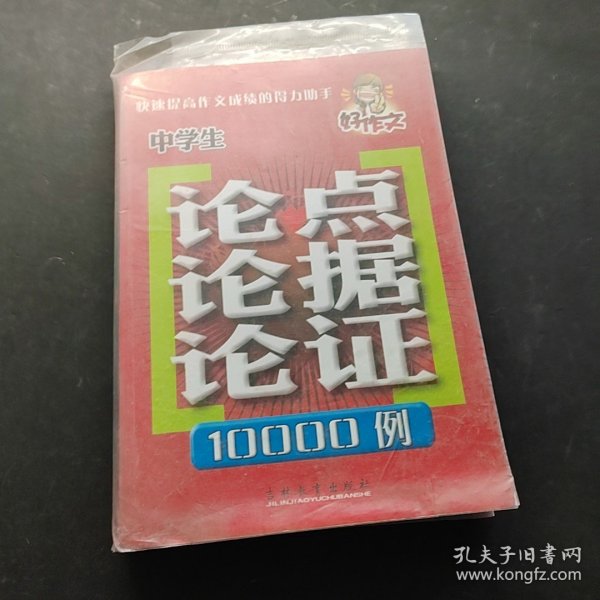 快速提高作文成绩的得力助手
好作文
中学生
论点
论据
论证
10000例
吉林教育出版社
JILINJIAOYUCHUBANSHE
孔夫子旧书网
www.kongfz.com